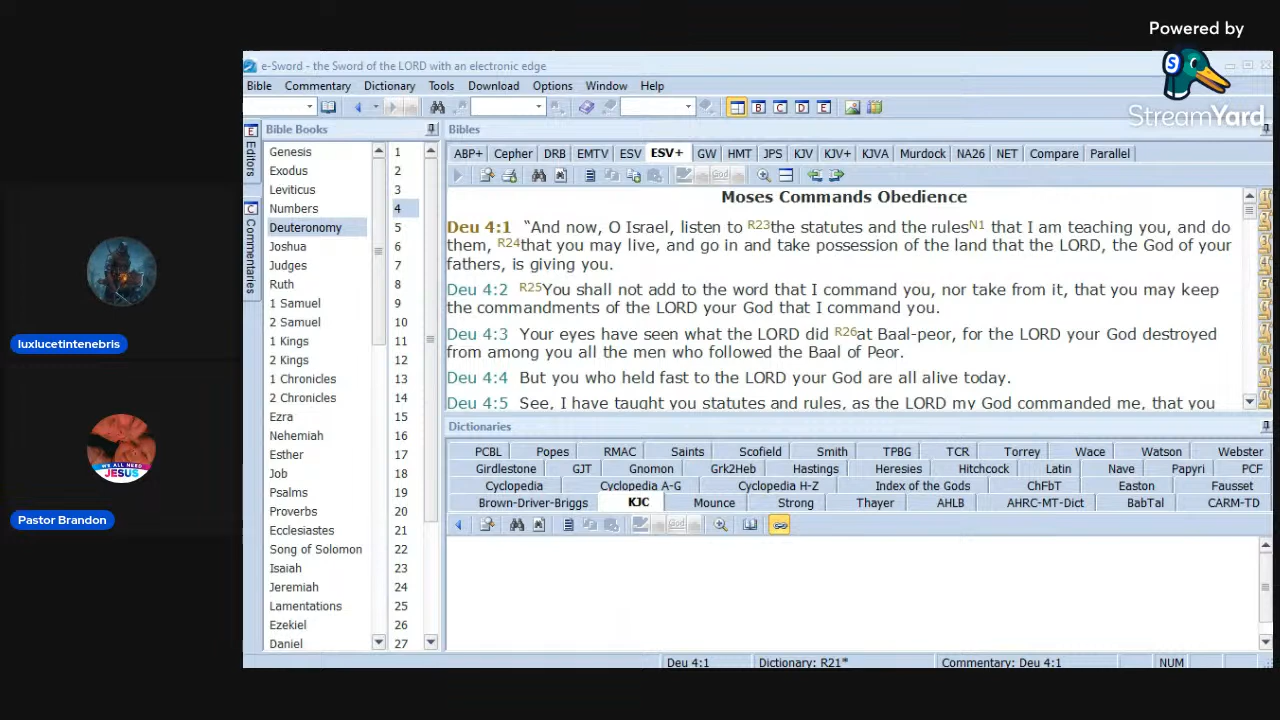 Powered by
StreamYard
e-Sword - the Sword of the LORD with an electronic edge
Bible Commentary Dictionary Tools Download Options Window Help
B C D E
Bible Books
Bibles
Editors
Commentaries
Genesis 1
Exodus 2
Leviticus 3
Numbers 4
Deuteronomy 5
Joshua 6
Judges 7
Ruth 8
1 Samuel 9
2 Samuel 10
1 Kings 11
2 Kings 12
1 Chronicles 13
2 Chronicles 14
Ezra 15
Nehemiah 16
Esther 17
Job 18
Psalms 19
Proverbs 20
Ecclesiastes 21
Song of Solomon 22
Isaiah 23
Jeremiah 24
Lamentations 25
Ezekiel 26
Daniel 27
ABP+ Cepher DRB EMTV ESV ESV+ GW HMT JPS KJV KJV+ KJVA Murdock NA26 NET Compare Parallel
Moses Commands Obedience
Deu 4:1 “And now, O Israel, listen to R23the statutes and the rulesN1 that I am teaching you, and do
them, R24that you may live, and go in and take possession of the land that the LORD, the God of your
fathers, is giving you.
Deu 4:2 R25You shall not add to the word that I command you, nor take from it, that you may keep
the commandments of the LORD your God that I command you.
Deu 4:3 Your eyes have seen what the LORD did R26at Baal-peor, for the LORD your God destroyed
from among you all the men who followed the Baal of Peor.
Deu 4:4 But you who held fast to the LORD your God are all alive today.
Deu 4:5 See, I have taught you statutes and rules, as the LORD my God commanded me, that you
Dictionaries
PCBL Popes RMAC Saints Scofield Smith TPBG TCR Torrey Wace Watson Webster
Girdlestone GJT Gnomon Grk2Heb Hastings Heresies Hitchcock Latin Nave Papyri PCF
Cyclopedia Cyclopedia A-G Cyclopedia H-Z Index of the Gods ChFbT Easton Fausset
Brown-Driver-Briggs KJC Mounce Strong Thayer AHLB AHRC-MT-Dict BabTal CARM-TD
Deu 4:1 Dictionary: R21* Commentary: Deu 4:1 NUM
luxlucetintenebris
WE ALL NEED
JESUS
Pastor Brandon